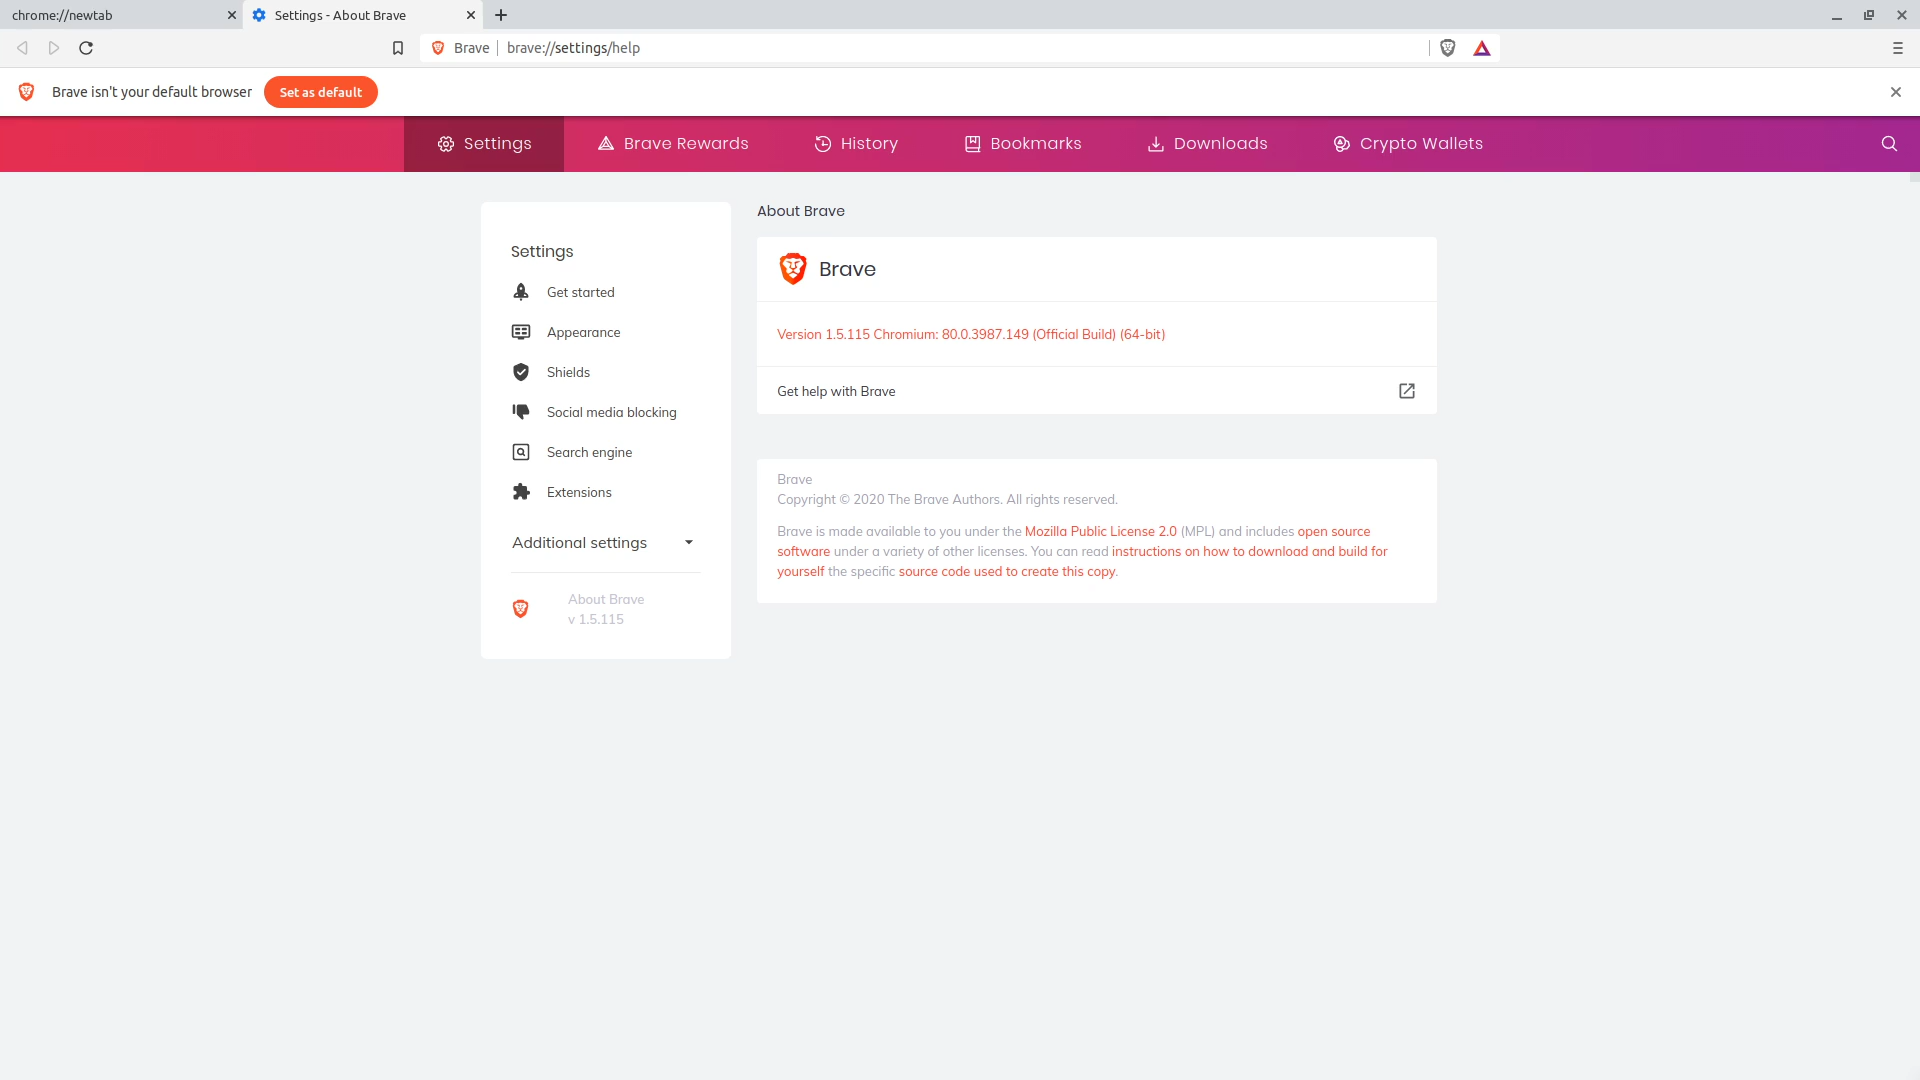 chrome://newtab
Settings - About Brave
Brave
brave://settings/help
Brave isn't your default browser
Set as default
Settings
Brave Rewards
History
Bookmarks
Downloads
Crypto Wallets
Settings
Get started
Appearance
Shields
Social media blocking
Search engine
Extensions
Additional settings
About Brave
v 1.5.115
About Brave
Brave
Version 1.5.115 Chromium: 80.0.3987.149 (Official Build) (64-bit)
Get help with Brave
Brave
Copyright © 2020 The Brave Authors. All rights reserved.
Brave is made available to you under the Mozilla Public License 2.0 (MPL) and includes open source
software under a variety of other licenses. You can read instructions on how to download and build for
yourself the specific source code used to create this copy.